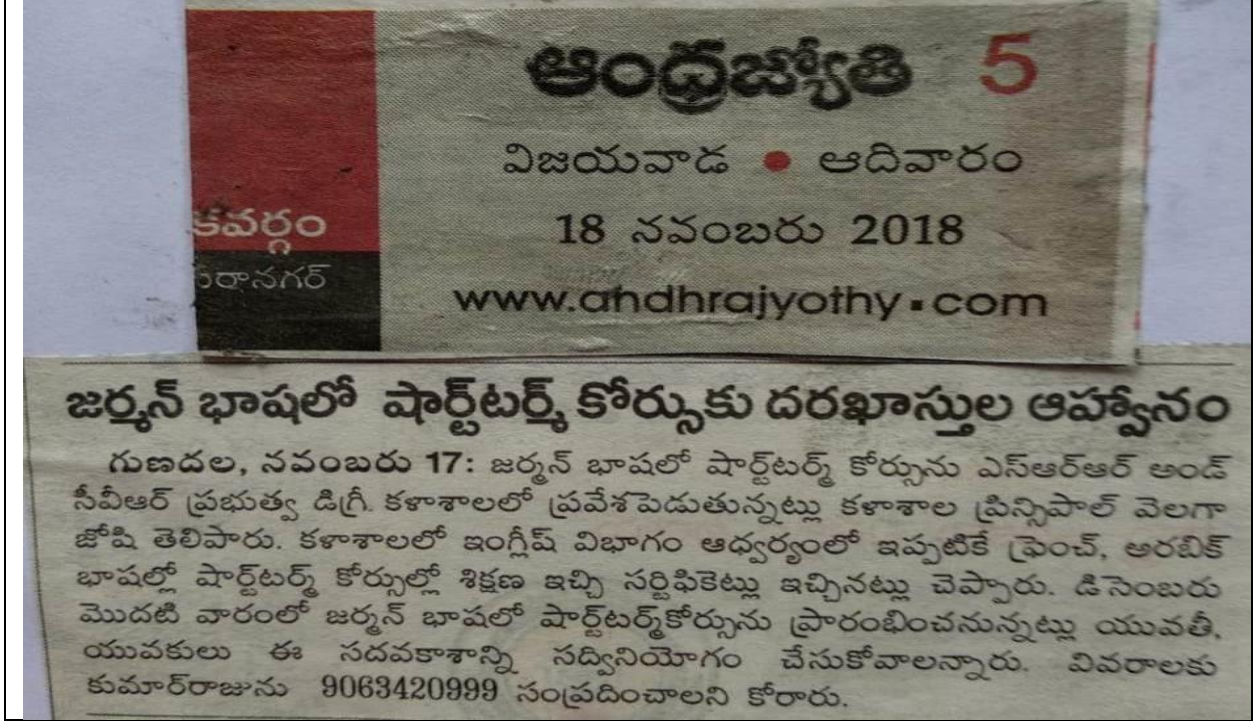 ఆంధ్రజ్యోతి 5
విజయవాడ • ఆదివారం
18 నవంబరు 2018
www.andhrajyothy.com
కవర్గం
జర్మన్ భాషలో షార్ట్‌టర్మ్ కోర్సుకు దరఖాస్తుల ఆహ్వానం
గుణదల, నవంబరు 17: జర్మన్ భాషలో షార్ట్‌టర్మ్ కోర్సును ఎస్ఆర్ఆర్ అండ్
సీవీఆర్ ప్రభుత్వ డిగ్రీ కళాశాలలో ప్రవేశపెడుతున్నట్లు కళాశాల ప్రిన్సిపాల్ వెలగా
జోషి తెలిపారు. కళాశాలలో ఇంగ్లీష్ విభాగం ఆధ్వర్యంలో ఇప్పటికే ఫ్రెంచ్, అరబిక్
భాషల్లో షార్ట్‌టర్మ్ కోర్సుల్లో శిక్షణ ఇచ్చి సర్టిఫికెట్లు ఇచ్చినట్లు చెప్పారు. డిసెంబరు
మొదటి వారంలో జర్మన్ భాషలో షార్ట్‌టర్మ్‌కోర్సును ప్రారంభించనున్నట్లు యువతీ,
యువకులు ఈ సదవకాశాన్ని సద్వినియోగం చేసుకోవాలన్నారు. వివరాలకు
కుమార్‌రాజును 9063420999 సంప్రదించాలని కోరారు.